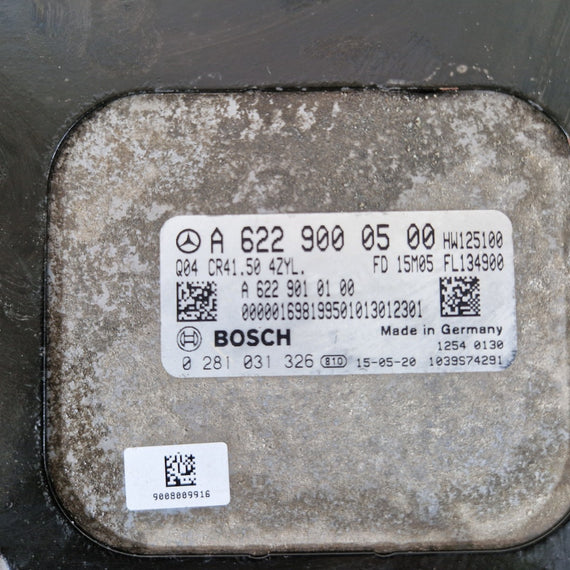 A 622 900 05 00 HW125100
Q04 CR41.50 4ZYL. FD 15M05 FL134900
A 622 901 01 00
000001698199501013012301
BOSCH Made in Germany
1254 0130
0 281 031 326 810 15-05-20 1039S74291
9008009916